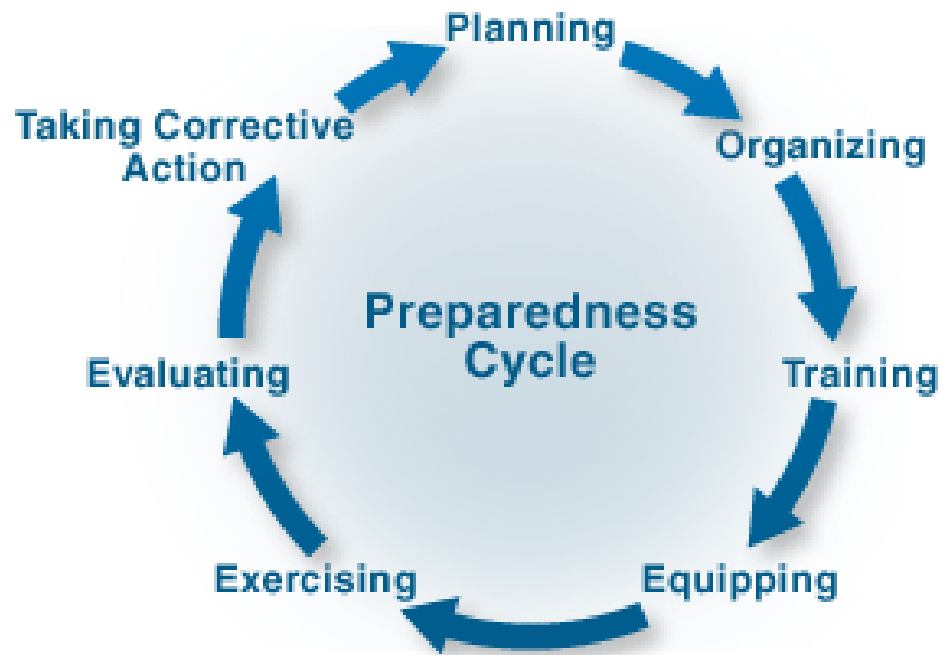 Planning
Organizing
Training
Equipping
Exercising
Evaluating
Taking Corrective
Action
Preparedness
Cycle